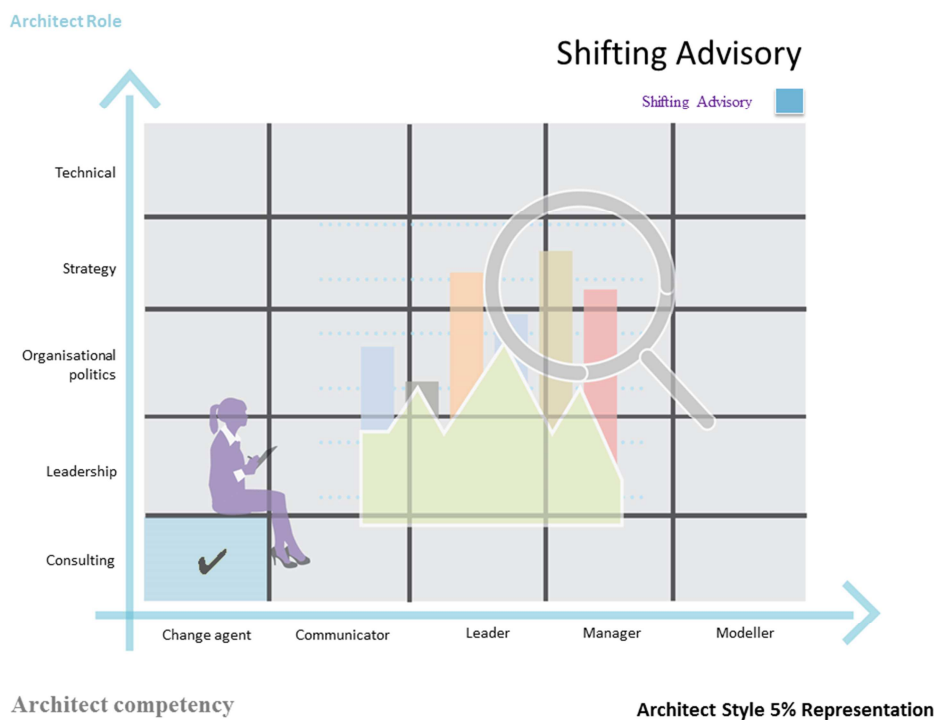 Architect Role
Shifting Advisory
Shifting Advisory
Technical
Strategy
Organisational
politics
Leadership
Consulting
Change agent
Communicator
Leader
Manager
Modeller
Architect competency
Architect Style 5% Representation